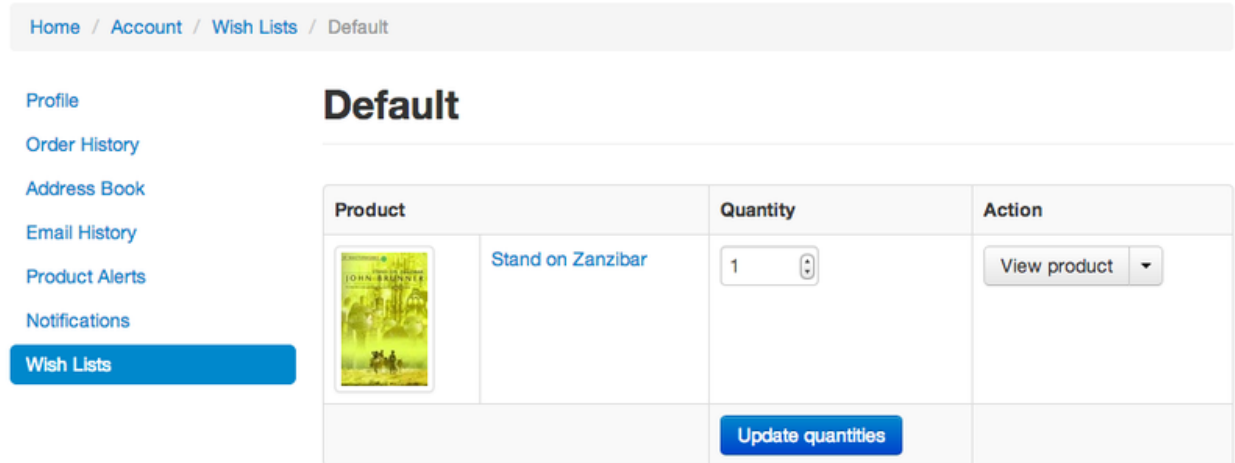 Home / Account / Wish Lists / Default
Profile
Order History
Address Book
Email History
Product Alerts
Notifications
Wish Lists
Default
Product Quantity Action
JOHN BRUNNER
Stand on Zanzibar 1 View product
Update quantities